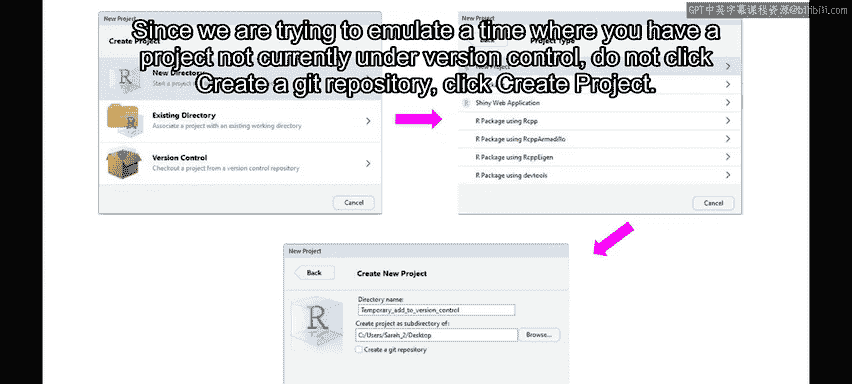 GPT中英字幕课程资源@bilibili.com
Since we are trying to emulate a time where you have a
project not currently under version control, do not click
Create a git repository, click Create Project.
New Project
Create Project
New Directory
Start a
Existing Directory
Associate a project with an existing working directory
Version Control
Checkout a project from a version control repository
Cancel
New Project
Project Type
Shiny Web Application
R Package using Rcpp
R Package using RcppArmadillo
R Package using RcppEigen
R Package using devtools
Cancel
New Project
Back
Create New Project
R
Directory name:
Temporary_add_to_version_control
Create project as subdirectory of:
C:/Users/Sarah_2/Desktop
Browse...
Create a git repository